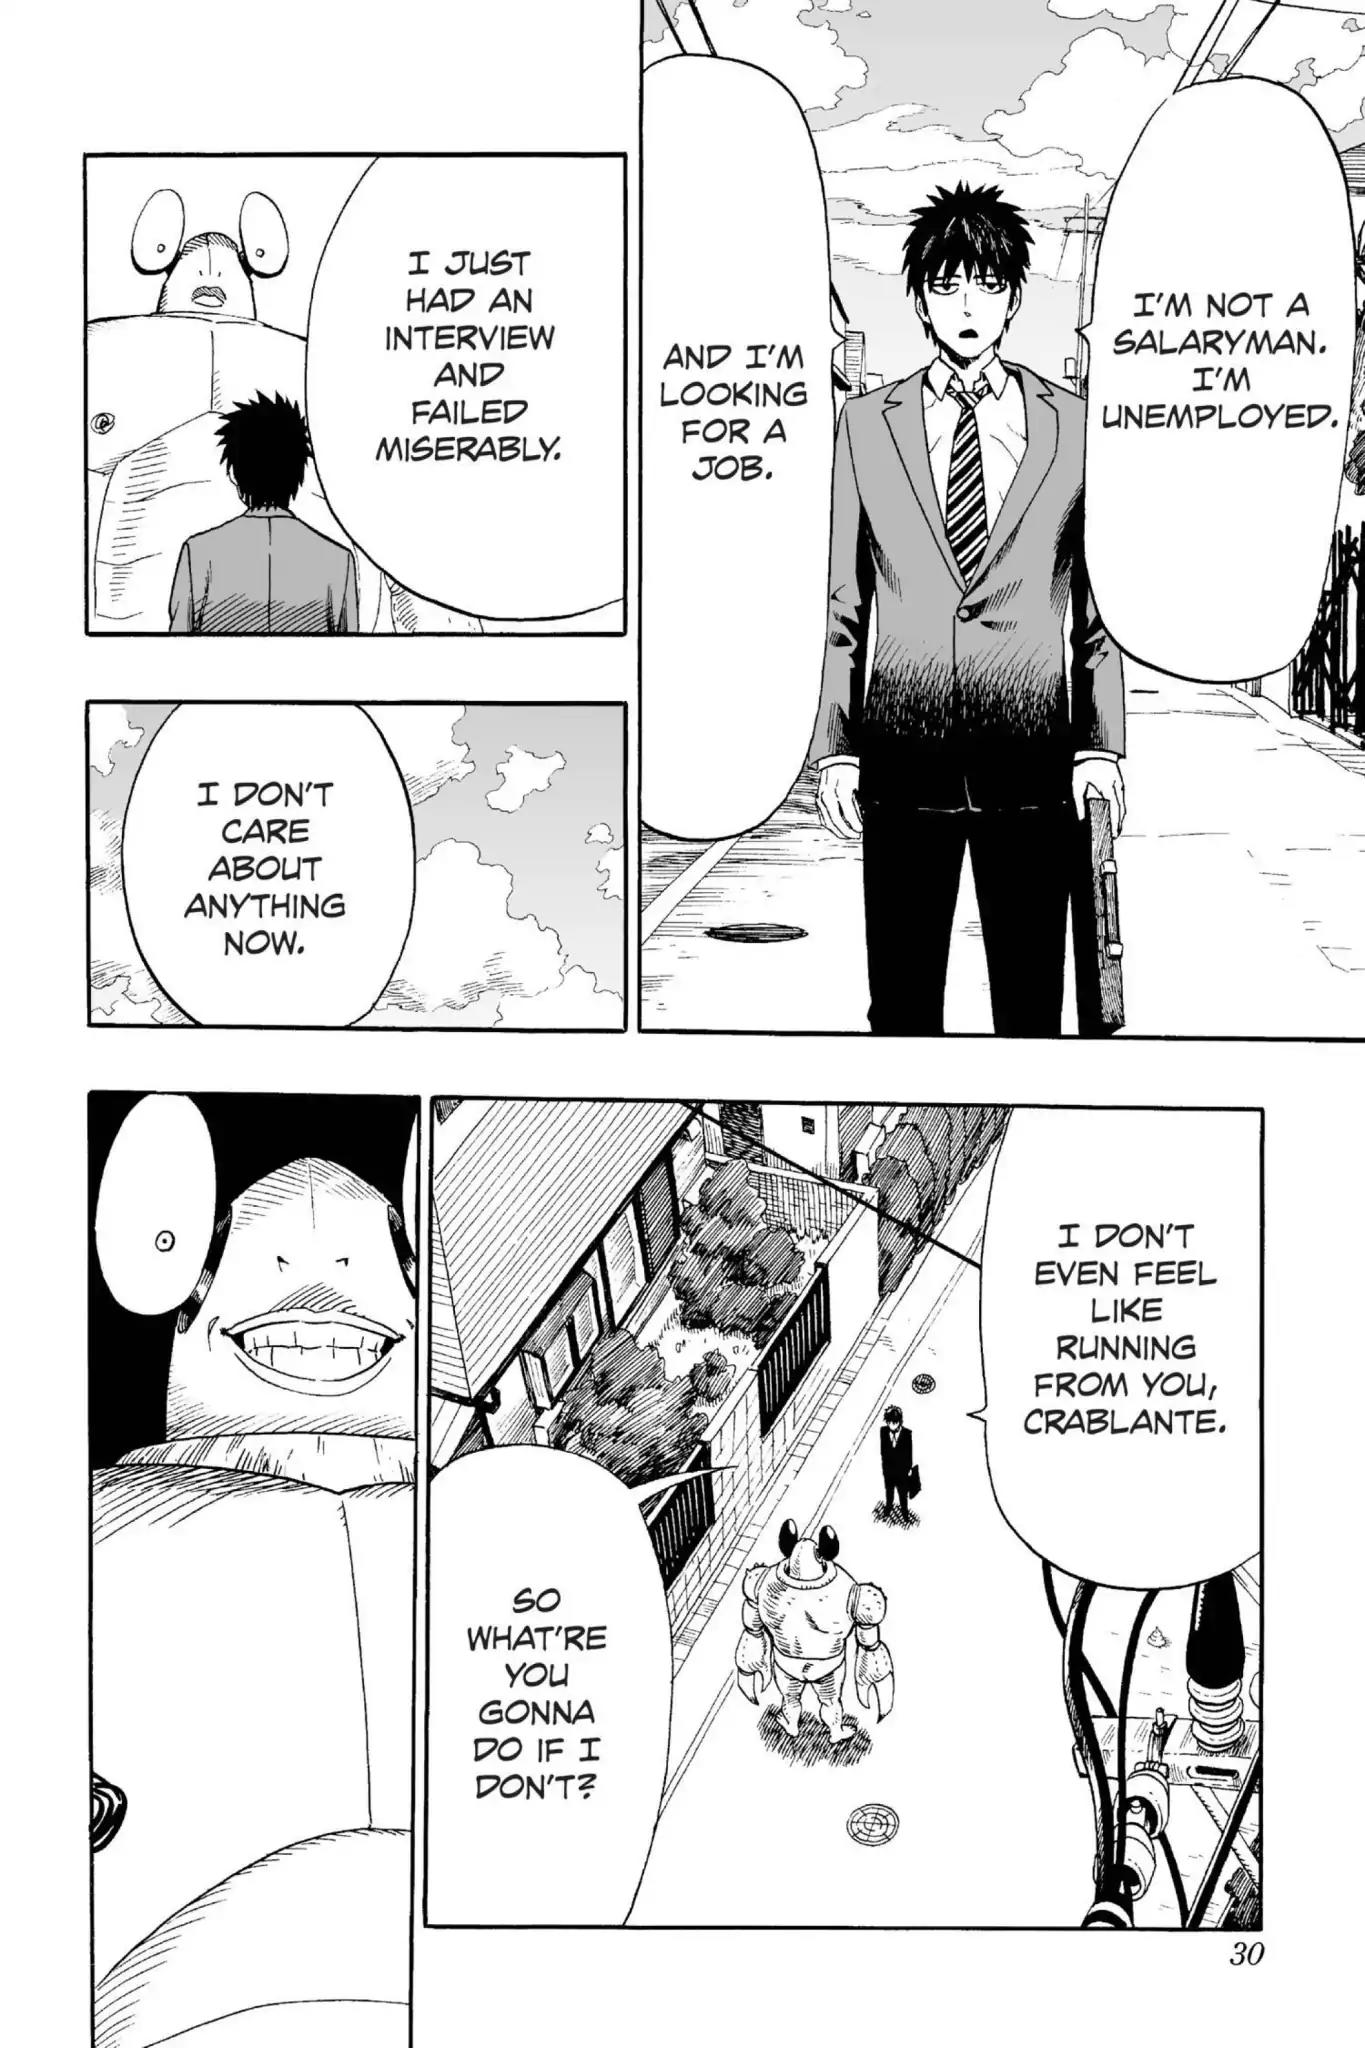 I'M NOT A
SALARYMAN.
I'M
UNEMPLOYED.
AND I'M
LOOKING
FOR A
JOB.
I JUST
HAD AN
INTERVIEW
AND
FAILED
MISERABLY.
I DON'T
CARE
ABOUT
ANYTHING
NOW.
I DON'T
EVEN FEEL
LIKE
RUNNING
FROM YOU,
CRABLANTE.
SO
WHAT'RE
YOU
GONNA
DO IF I
DON'T?
30